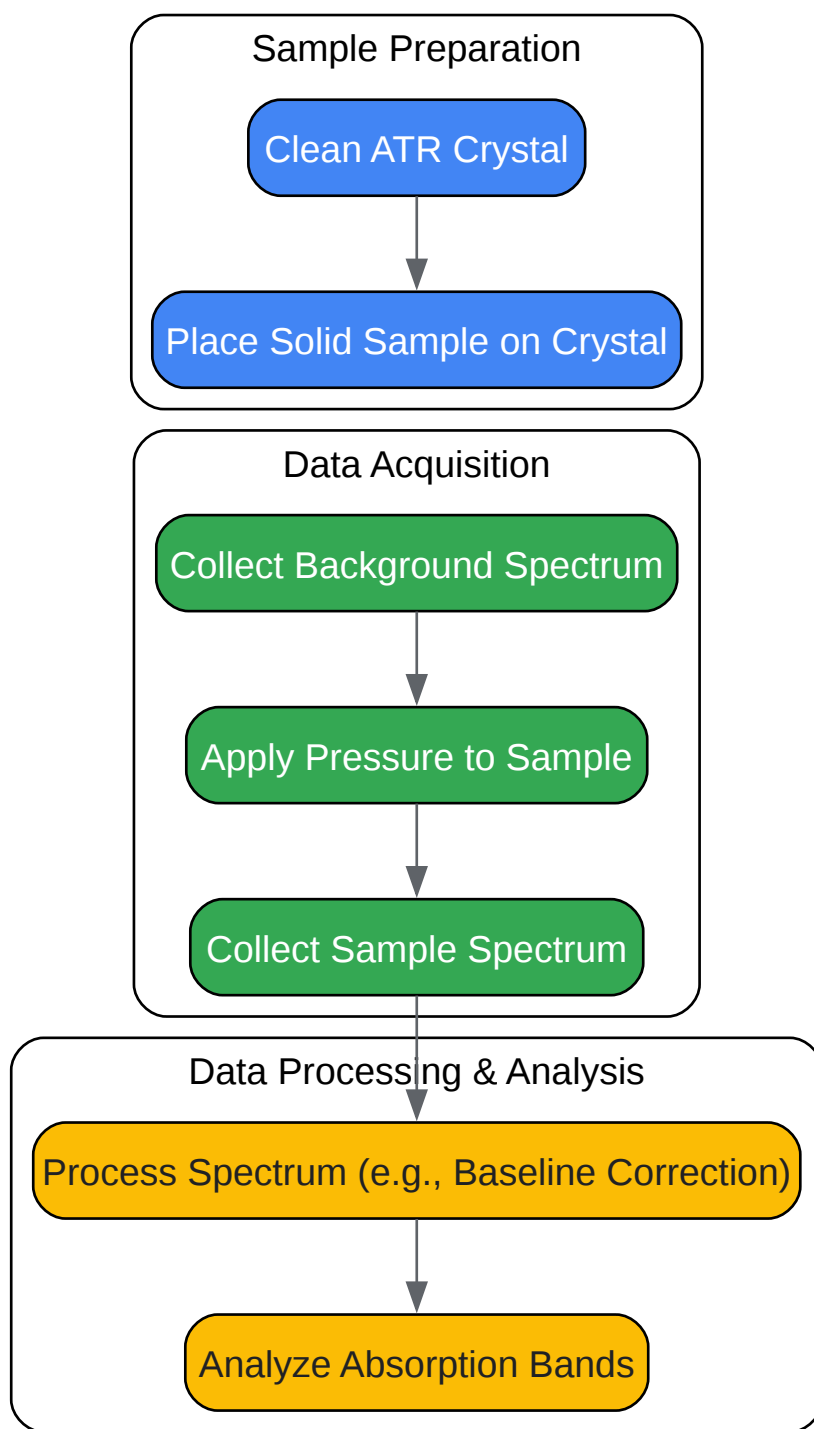 Sample Preparation
Clean ATR Crystal
Place Solid Sample on Crystal
Data Acquisition
Collect Background Spectrum
Apply Pressure to Sample
Collect Sample Spectrum
Data Processing & Analysis
Process Spectrum (e.g., Baseline Correction)
Analyze Absorption Bands